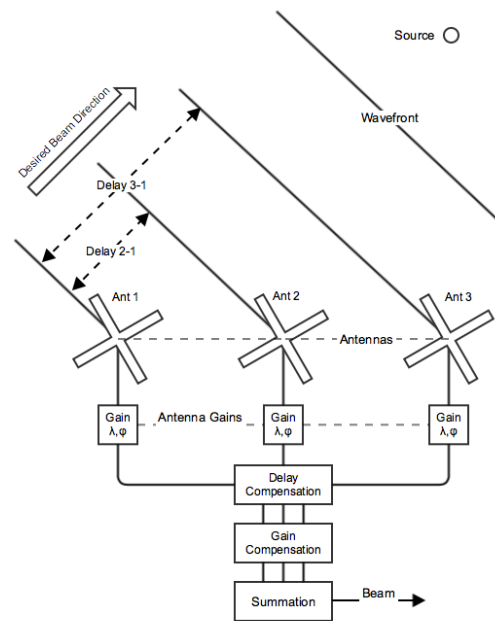 Source
Desired Beam Direction
Wavefront
Delay 3-1
Delay 2-1
Ant 1
Ant 2
Ant 3
Antennas
Gain
λ,φ
Antenna Gains
Gain
λ,φ
Gain
λ,φ
Delay
Compensation
Gain
Compensation
Summation
Beam